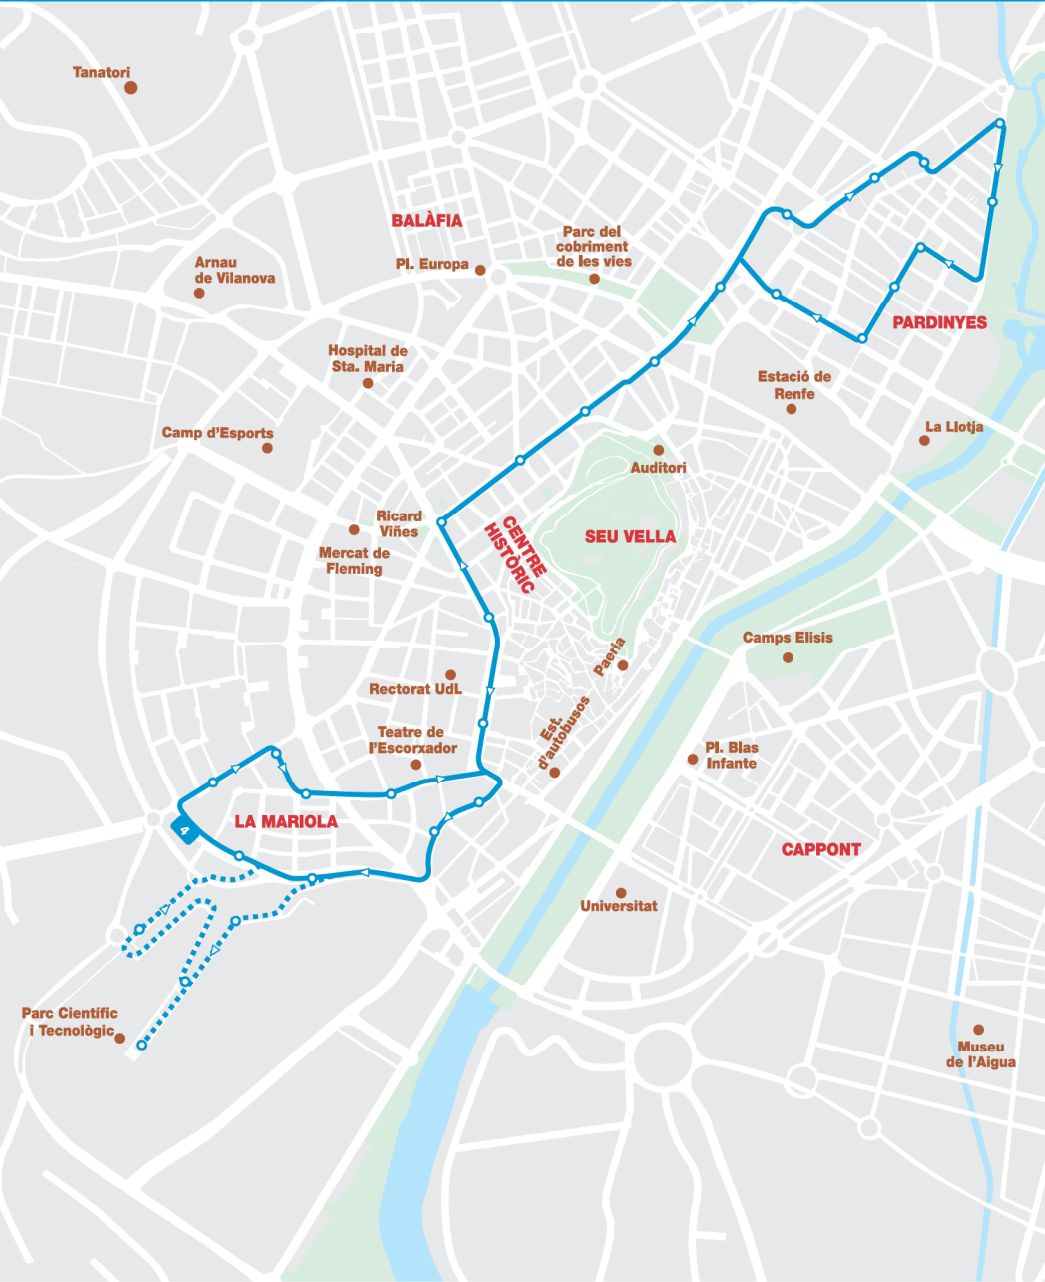 Tanatori
BALÀFIA
Parc del
cobriment
de les vies
Pl. Europa
Arnau
de Vilanova
PARDINYES
Hospital de
Sta. Maria
Estació de
Renfe
La Llotja
Camp d'Esports
Auditori
Ricard
Viñes
CENTRE
HISTÒRIC
SEU VELLA
Mercat de
Fleming
Camps Elisis
Paeria
Rectorat UdL
Est.
d'autobusos
Teatre de
l'Escorxador
Pl. Blas
Infante
LA MARIOLA
4
CAPPONT
Universitat
Parc Científic
i Tecnològic
Museu
de l'Aigua